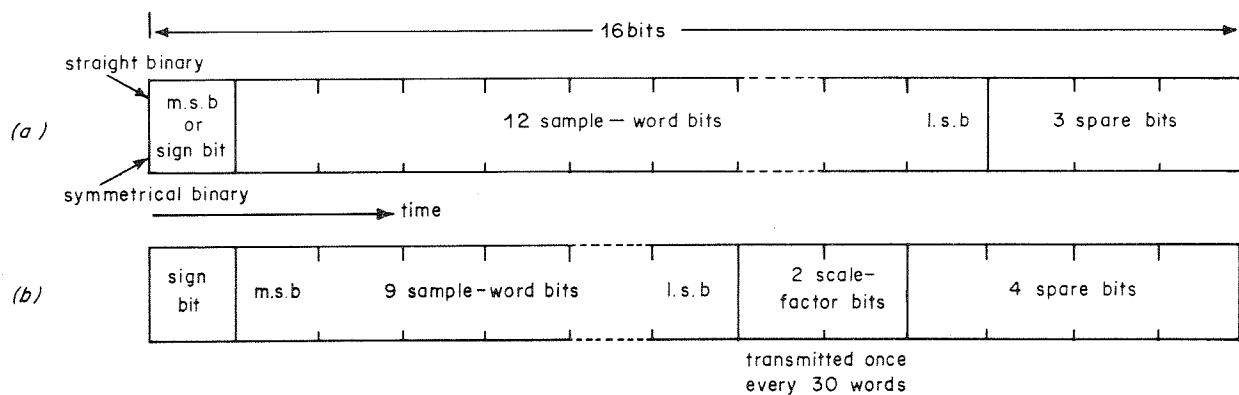 16 bits
straight binary
(a)
m.s.b
or
sign bit
12 sample – word bits
l.s.b
3 spare bits
symmetrical binary
time
(b)
sign
bit
m.s.b
9 sample–word bits
l.s.b
2 scale–
factor bits
4 spare bits
transmitted once
every 30 words